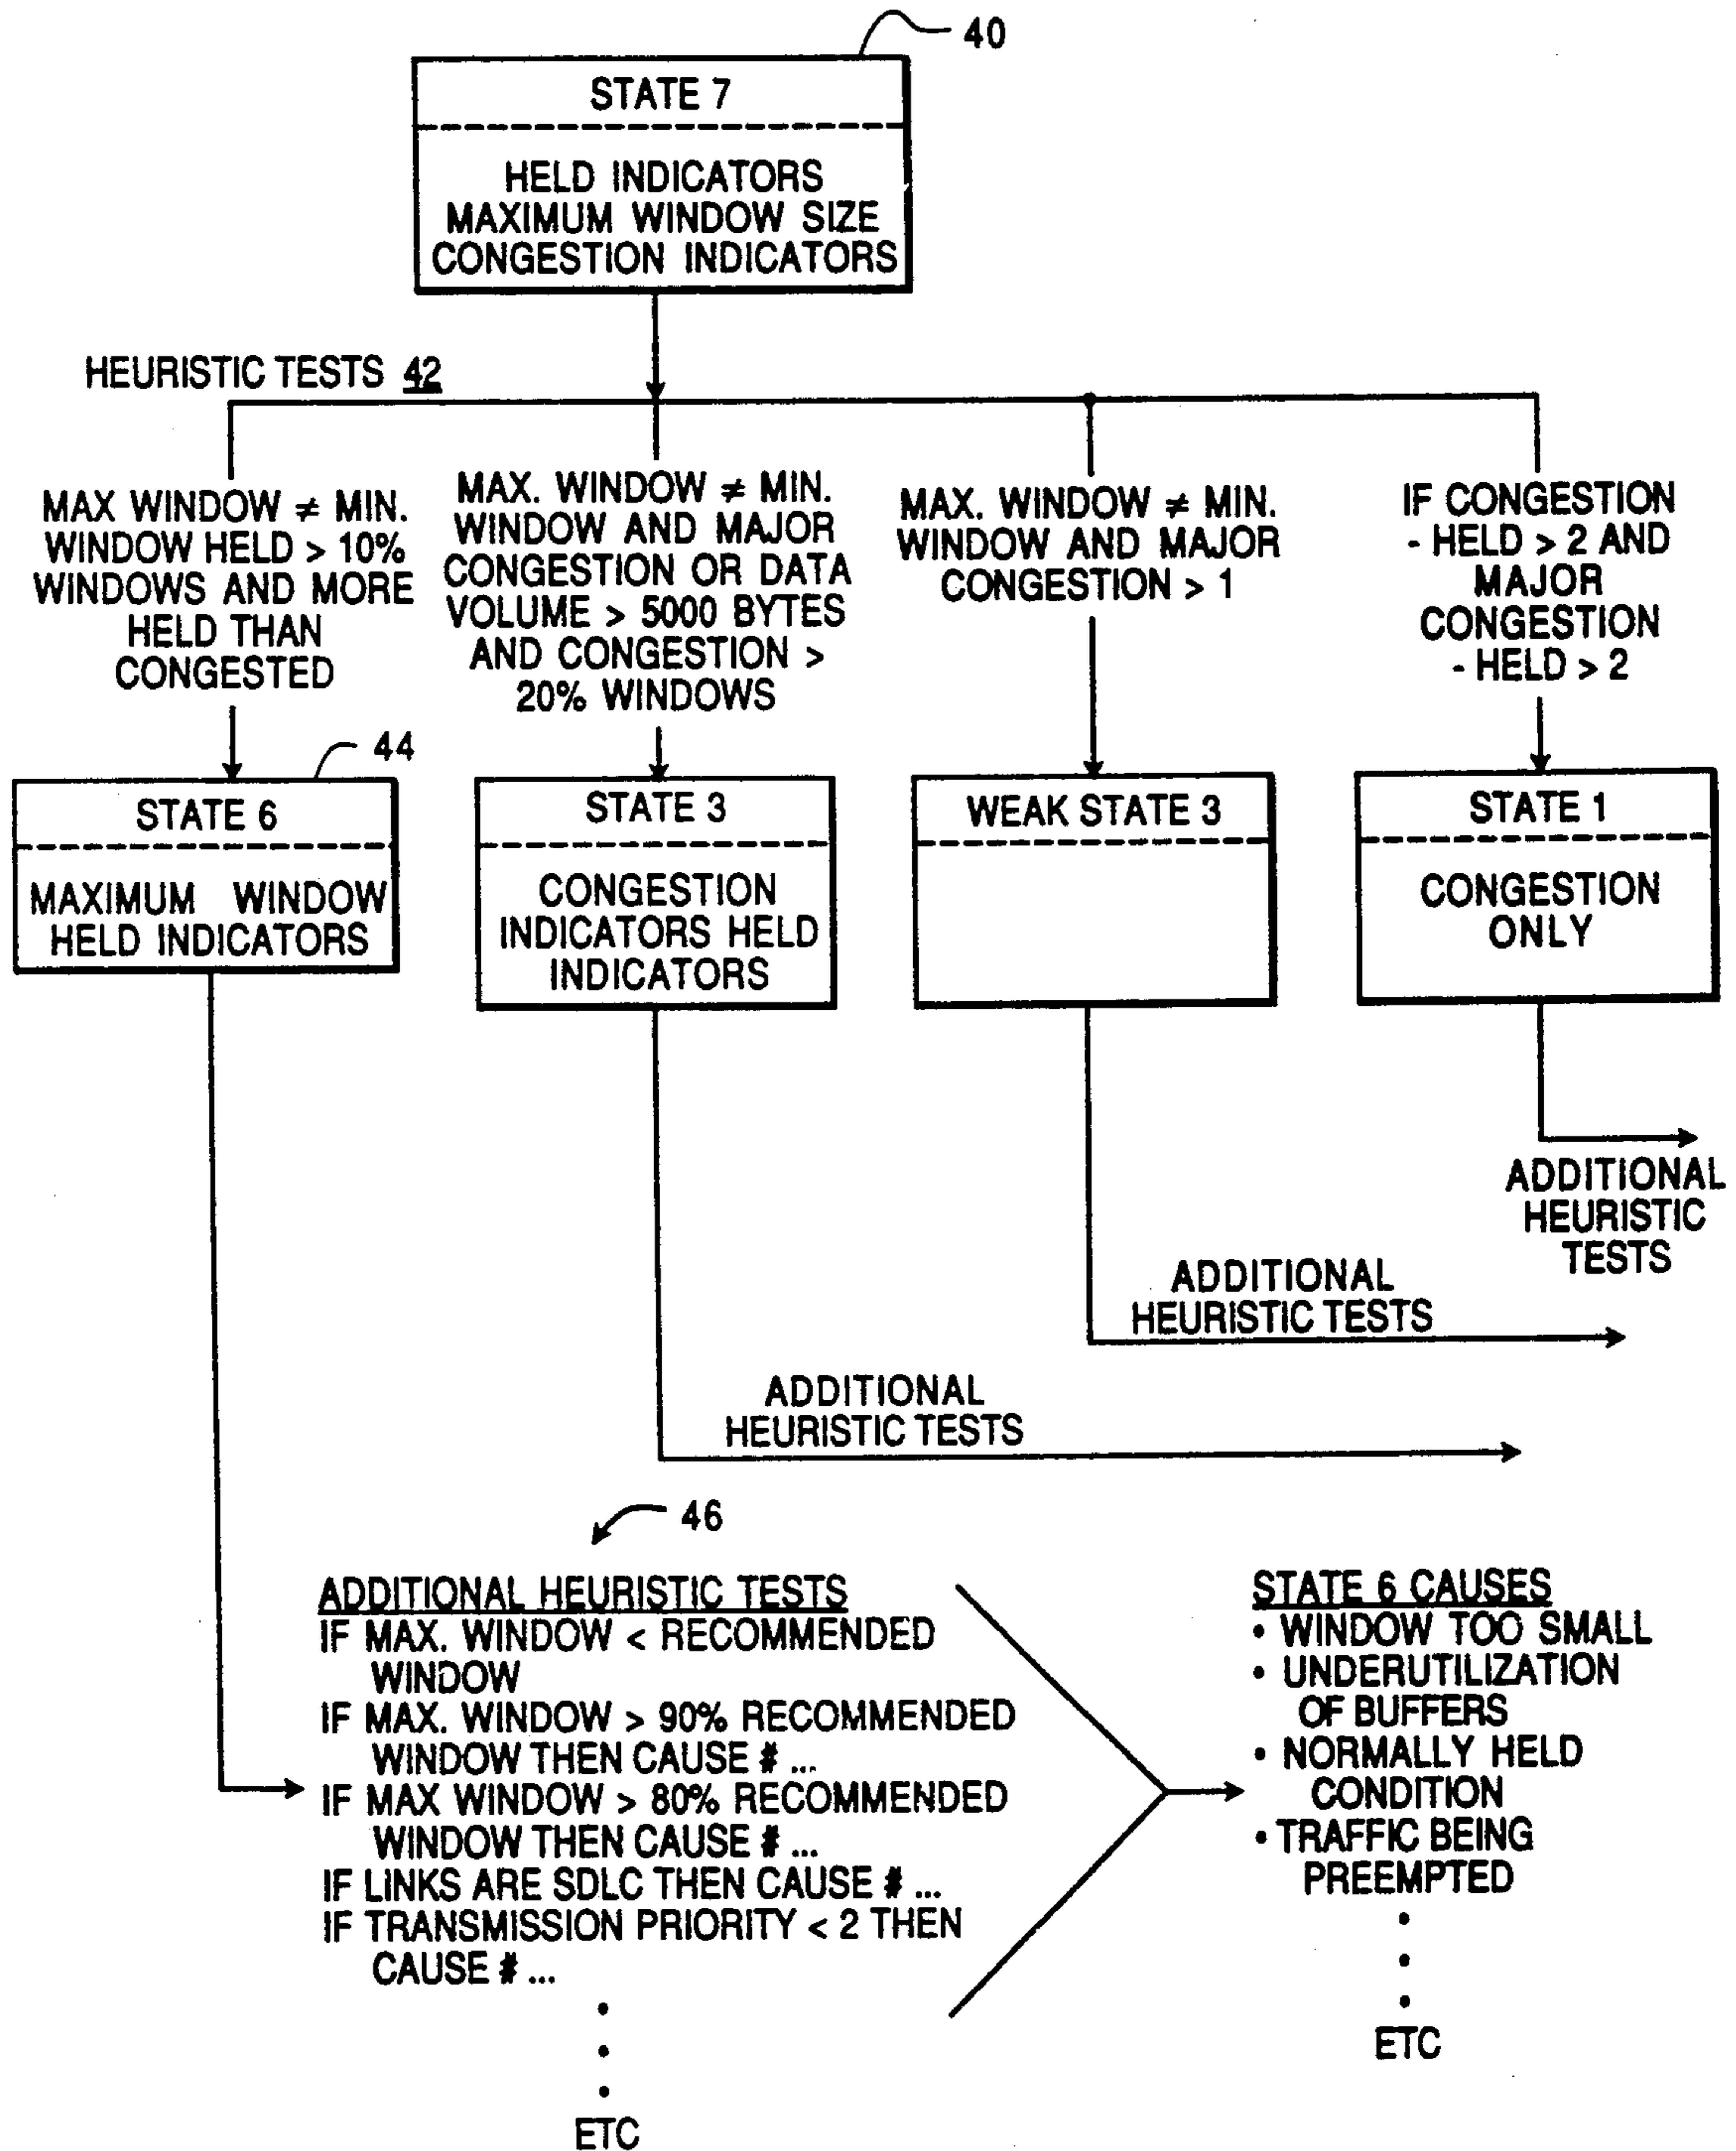 40
STATE 7
HELD INDICATORS
MAXIMUM WINDOW SIZE
CONGESTION INDICATORS
HEURISTIC TESTS 42
MAX WINDOW ≠ MIN.
WINDOW HELD > 10%
WINDOWS AND MORE
HELD THAN
CONGESTED
MAX. WINDOW ≠ MIN.
WINDOW AND MAJOR
CONGESTION OR DATA
VOLUME > 5000 BYTES
AND CONGESTION >
20% WINDOWS
MAX. WINDOW ≠ MIN.
WINDOW AND MAJOR
CONGESTION > 1
IF CONGESTION
- HELD > 2 AND
MAJOR
CONGESTION
- HELD > 2
44
STATE 6
MAXIMUM WINDOW
HELD INDICATORS
STATE 3
CONGESTION
INDICATORS HELD
INDICATORS
WEAK STATE 3
STATE 1
CONGESTION
ONLY
ADDITIONAL
HEURISTIC
TESTS
ADDITIONAL
HEURISTIC TESTS
ADDITIONAL
HEURISTIC TESTS
46
ADDITIONAL HEURISTIC TESTS
IF MAX. WINDOW < RECOMMENDED
WINDOW
IF MAX. WINDOW > 90% RECOMMENDED
WINDOW THEN CAUSE # ...
IF MAX WINDOW > 80% RECOMMENDED
WINDOW THEN CAUSE # ...
IF LINKS ARE SDLC THEN CAUSE # ...
IF TRANSMISSION PRIORITY < 2 THEN
CAUSE # ...
ETC
STATE 6 CAUSES
• WINDOW TOO SMALL
• UNDERUTILIZATION
OF BUFFERS
• NORMALLY HELD
CONDITION
• TRAFFIC BEING
PREEMPTED
ETC